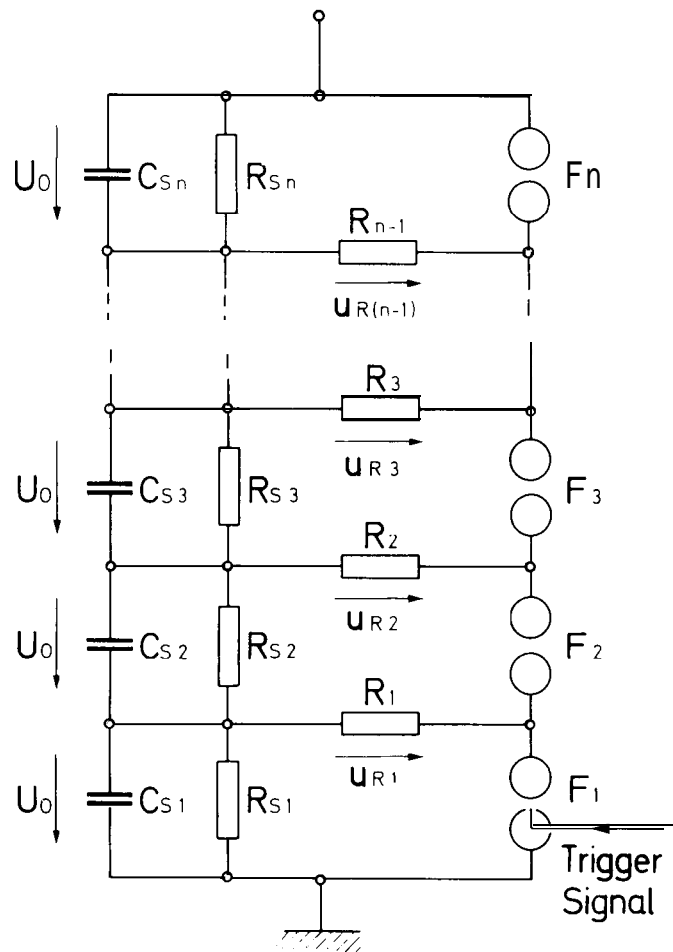 U0 CSn RSn Fn
Rn-1
uR(n-1)
R3
uR3
U0 CS3 RS3 F3
R2
uR2
U0 CS2 RS2 F2
R1
uR1
U0 CS1 RS1 F1
Trigger
Signal